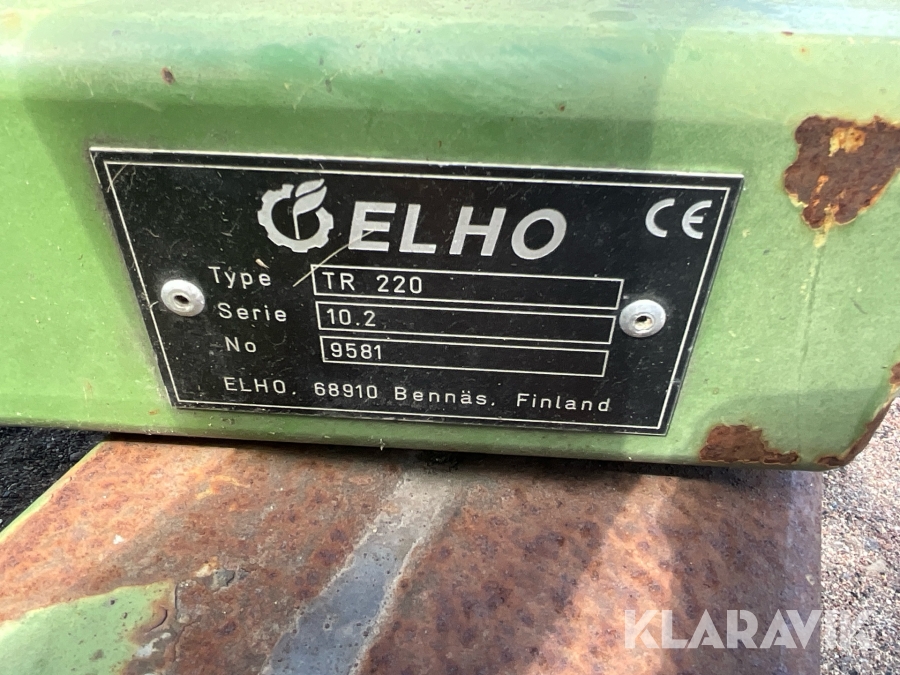 ELHO CE
Type TR 220
Serie 10.2
No 9581
ELHO, 68910 Bennäs, Finland
KLARAVIK